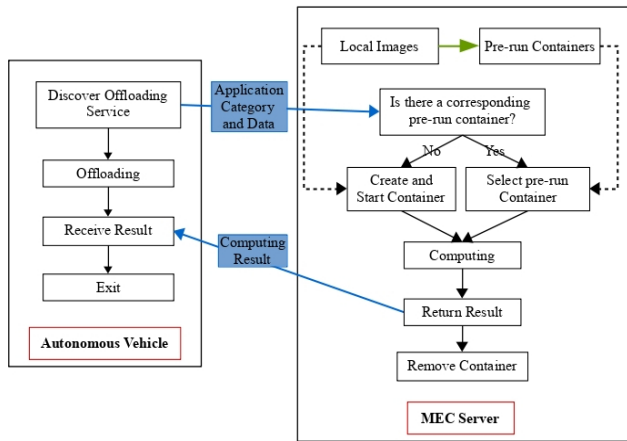 Local Images
Pre-run Containers
Discover Offloading
Service
Application
Category
and Data
Is there a corresponding
pre-run container?
No
Yes
Offloading
Create and
Start Container
Select pre-run
Container
Receive Result
Computing
Result
Computing
Exit
Return Result
Autonomous Vehicle
Remove Container
MEC Server